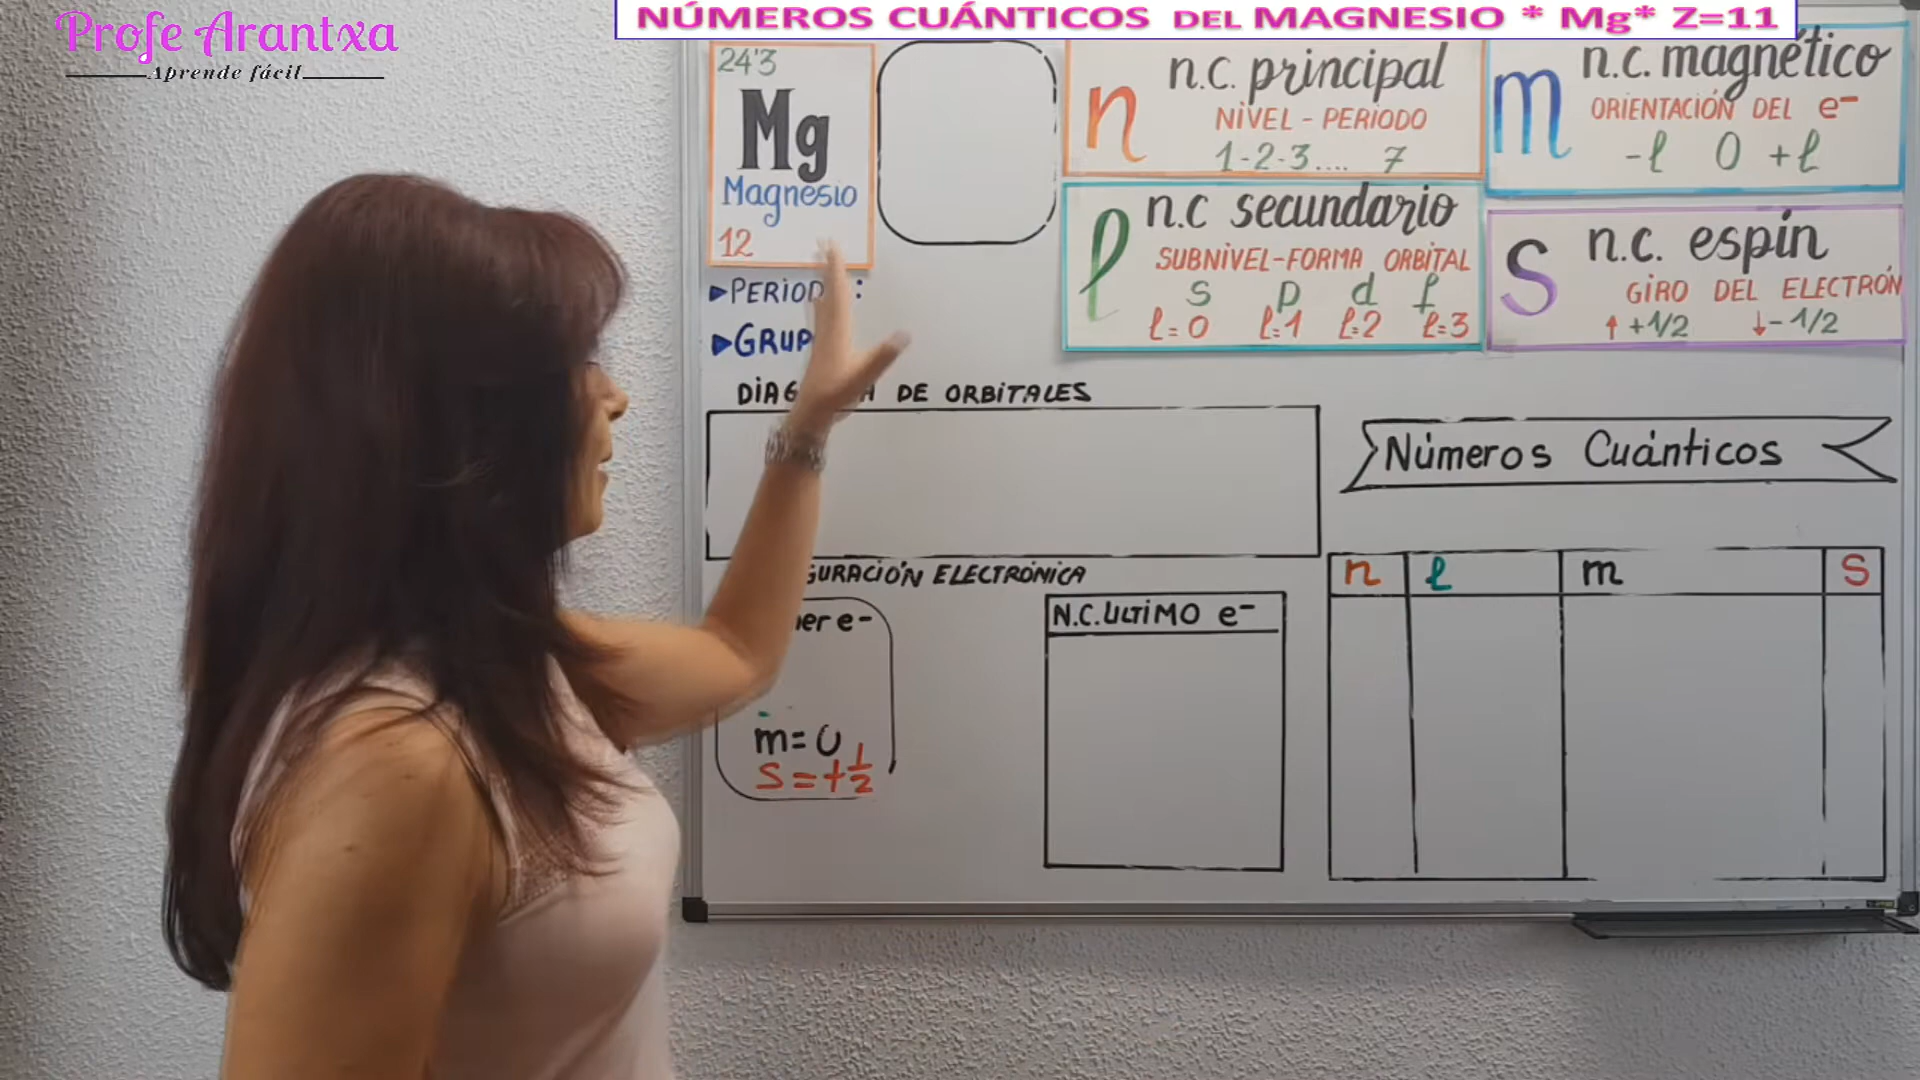 Profe Arantxa
Aprende fácil
NÚMEROS CUÁNTICOS DEL MAGNESIO * Mg* Z=11
24'3
Mg
Magnesio
12
►PERIOD :
►GRUP
n
n.c. principal
NIVEL - PERIODO
1-2-3.... 7
l
n.c secundario
SUBNIVEL-FORMA ORBITAL
s p d f
l=0 l=1 l=2 l=3
m
n.c. magnético
ORIENTACIÓN DEL e-
-l 0 +l
S
n.c. espín
GIRO DEL ELECTRÓN
↑ +1/2 ↓- 1/2
DE ORBITALES
Números Cuánticos
GURACIÓN ELECTRÓNICA
er e-
m=0
S=+1/2
N.C.ULTIMO e-
n l m S